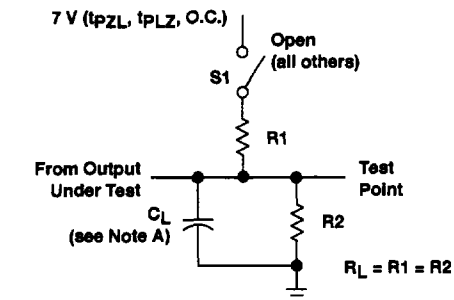 7 V (tPZL, tPLZ, O.C.)
Open
(all others)
S1
R1
From Output
Under Test
Test
Point
CL
(see Note A)
R2
RL = R1 = R2